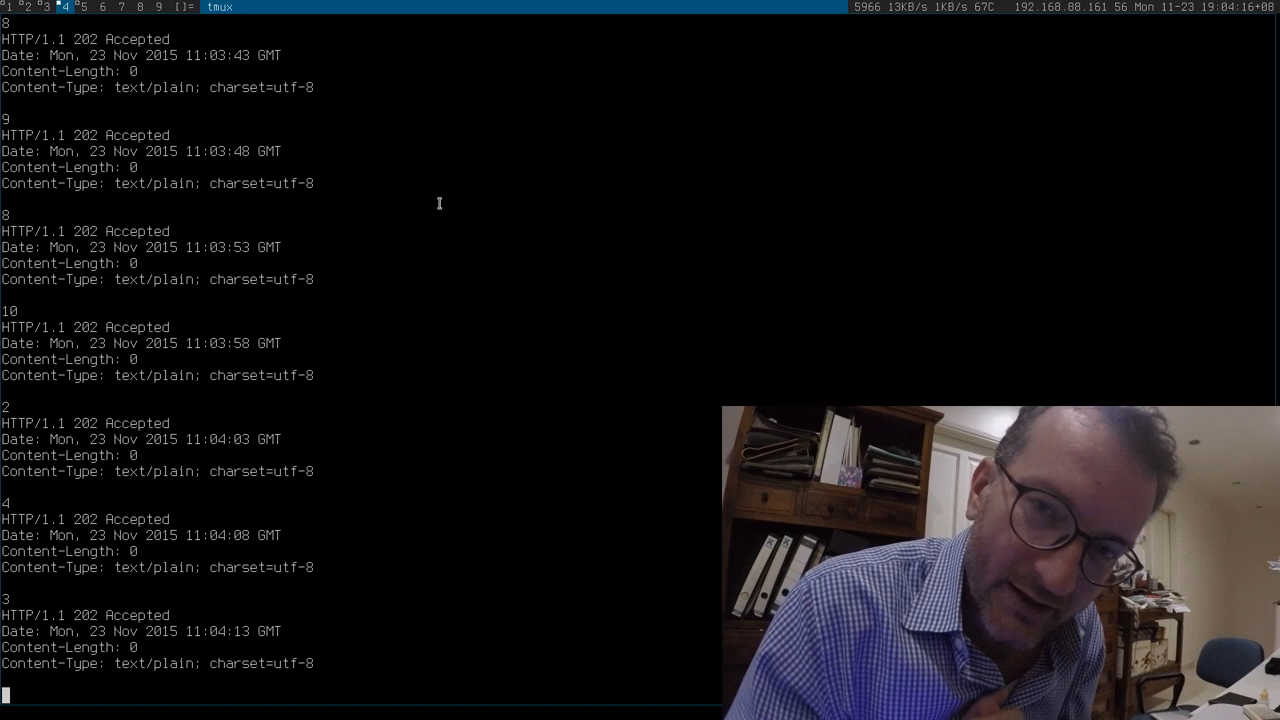 1 2 3 4 5 6 7 8 9 []= tmux 5966 13KB/s 1KB/s 67C 192.168.88.161 56 Mon 11-23 19:04:16+08
8
HTTP/1.1 202 Accepted
Date: Mon, 23 Nov 2015 11:03:43 GMT
Content-Length: 0
Content-Type: text/plain; charset=utf-8
9
HTTP/1.1 202 Accepted
Date: Mon, 23 Nov 2015 11:03:48 GMT
Content-Length: 0
Content-Type: text/plain; charset=utf-8
8
HTTP/1.1 202 Accepted
Date: Mon, 23 Nov 2015 11:03:53 GMT
Content-Length: 0
Content-Type: text/plain; charset=utf-8
10
HTTP/1.1 202 Accepted
Date: Mon, 23 Nov 2015 11:03:58 GMT
Content-Length: 0
Content-Type: text/plain; charset=utf-8
2
HTTP/1.1 202 Accepted
Date: Mon, 23 Nov 2015 11:04:03 GMT
Content-Length: 0
Content-Type: text/plain; charset=utf-8
4
HTTP/1.1 202 Accepted
Date: Mon, 23 Nov 2015 11:04:08 GMT
Content-Length: 0
Content-Type: text/plain; charset=utf-8
3
HTTP/1.1 202 Accepted
Date: Mon, 23 Nov 2015 11:04:13 GMT
Content-Length: 0
Content-Type: text/plain; charset=utf-8